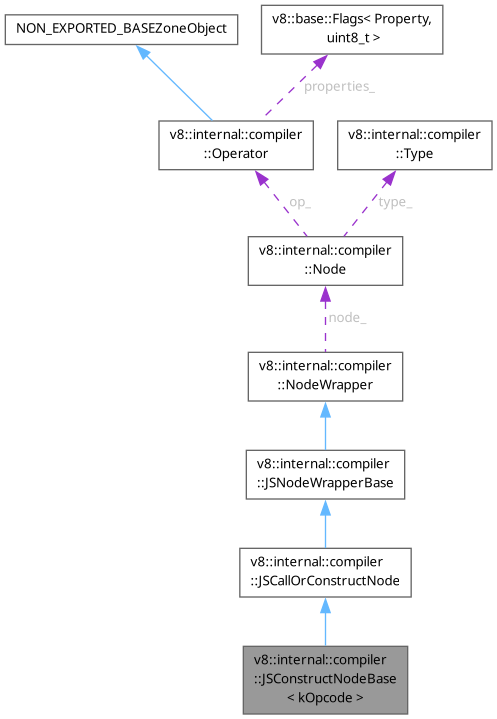 NON_EXPORTED_BASEZoneObject
v8::base::Flags< Property,
uint8_t >
properties_
v8::internal::compiler
::Operator
v8::internal::compiler
::Type
op_
type_
v8::internal::compiler
::Node
node_
v8::internal::compiler
::NodeWrapper
v8::internal::compiler
::JSNodeWrapperBase
v8::internal::compiler
::JSCallOrConstructNode
v8::internal::compiler
::JSConstructNodeBase
< kOpcode >